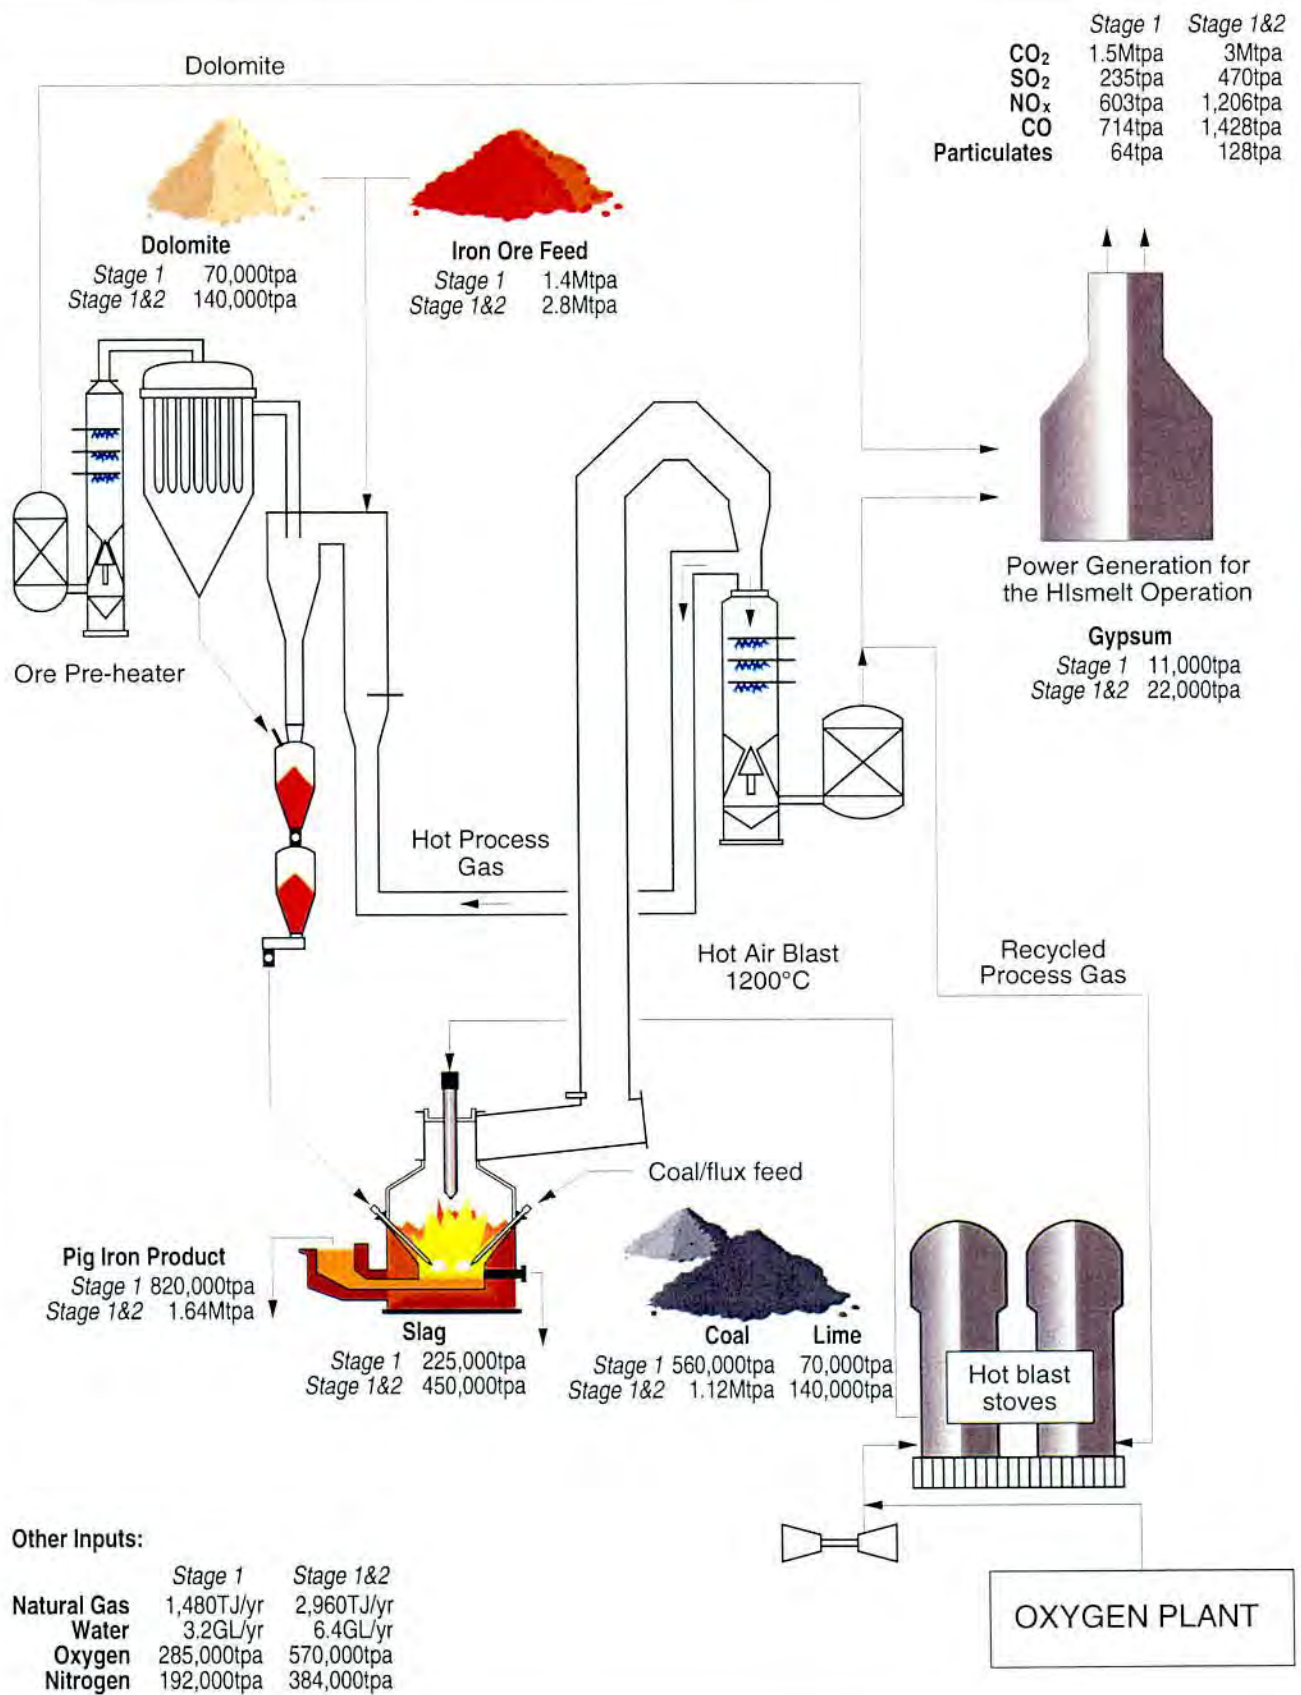 Stage 1 Stage 1&2
CO2 1.5Mtpa 3Mtpa
SO2 235tpa 470tpa
NOx 603tpa 1,206tpa
CO 714tpa 1,428tpa
Particulates 64tpa 128tpa
Dolomite
Dolomite
Stage 1 70,000tpa
Stage 1&2 140,000tpa
Iron Ore Feed
Stage 1 1.4Mtpa
Stage 1&2 2.8Mtpa
Power Generation for
the HIsmelt Operation
Gypsum
Stage 1 11,000tpa
Stage 1&2 22,000tpa
Ore Pre-heater
Hot Process
Gas
Hot Air Blast
1200°C
Recycled
Process Gas
Coal/flux feed
Pig Iron Product
Stage 1 820,000tpa
Stage 1&2 1.64Mtpa
Slag
Stage 1 225,000tpa
Stage 1&2 450,000tpa
Coal Lime
Stage 1 560,000tpa 70,000tpa
Stage 1&2 1.12Mtpa 140,000tpa
Hot blast
stoves
Other Inputs:
Stage 1 Stage 1&2
Natural Gas 1,480TJ/yr 2,960TJ/yr
Water 3.2GL/yr 6.4GL/yr
Oxygen 285,000tpa 570,000tpa
Nitrogen 192,000tpa 384,000tpa
OXYGEN PLANT